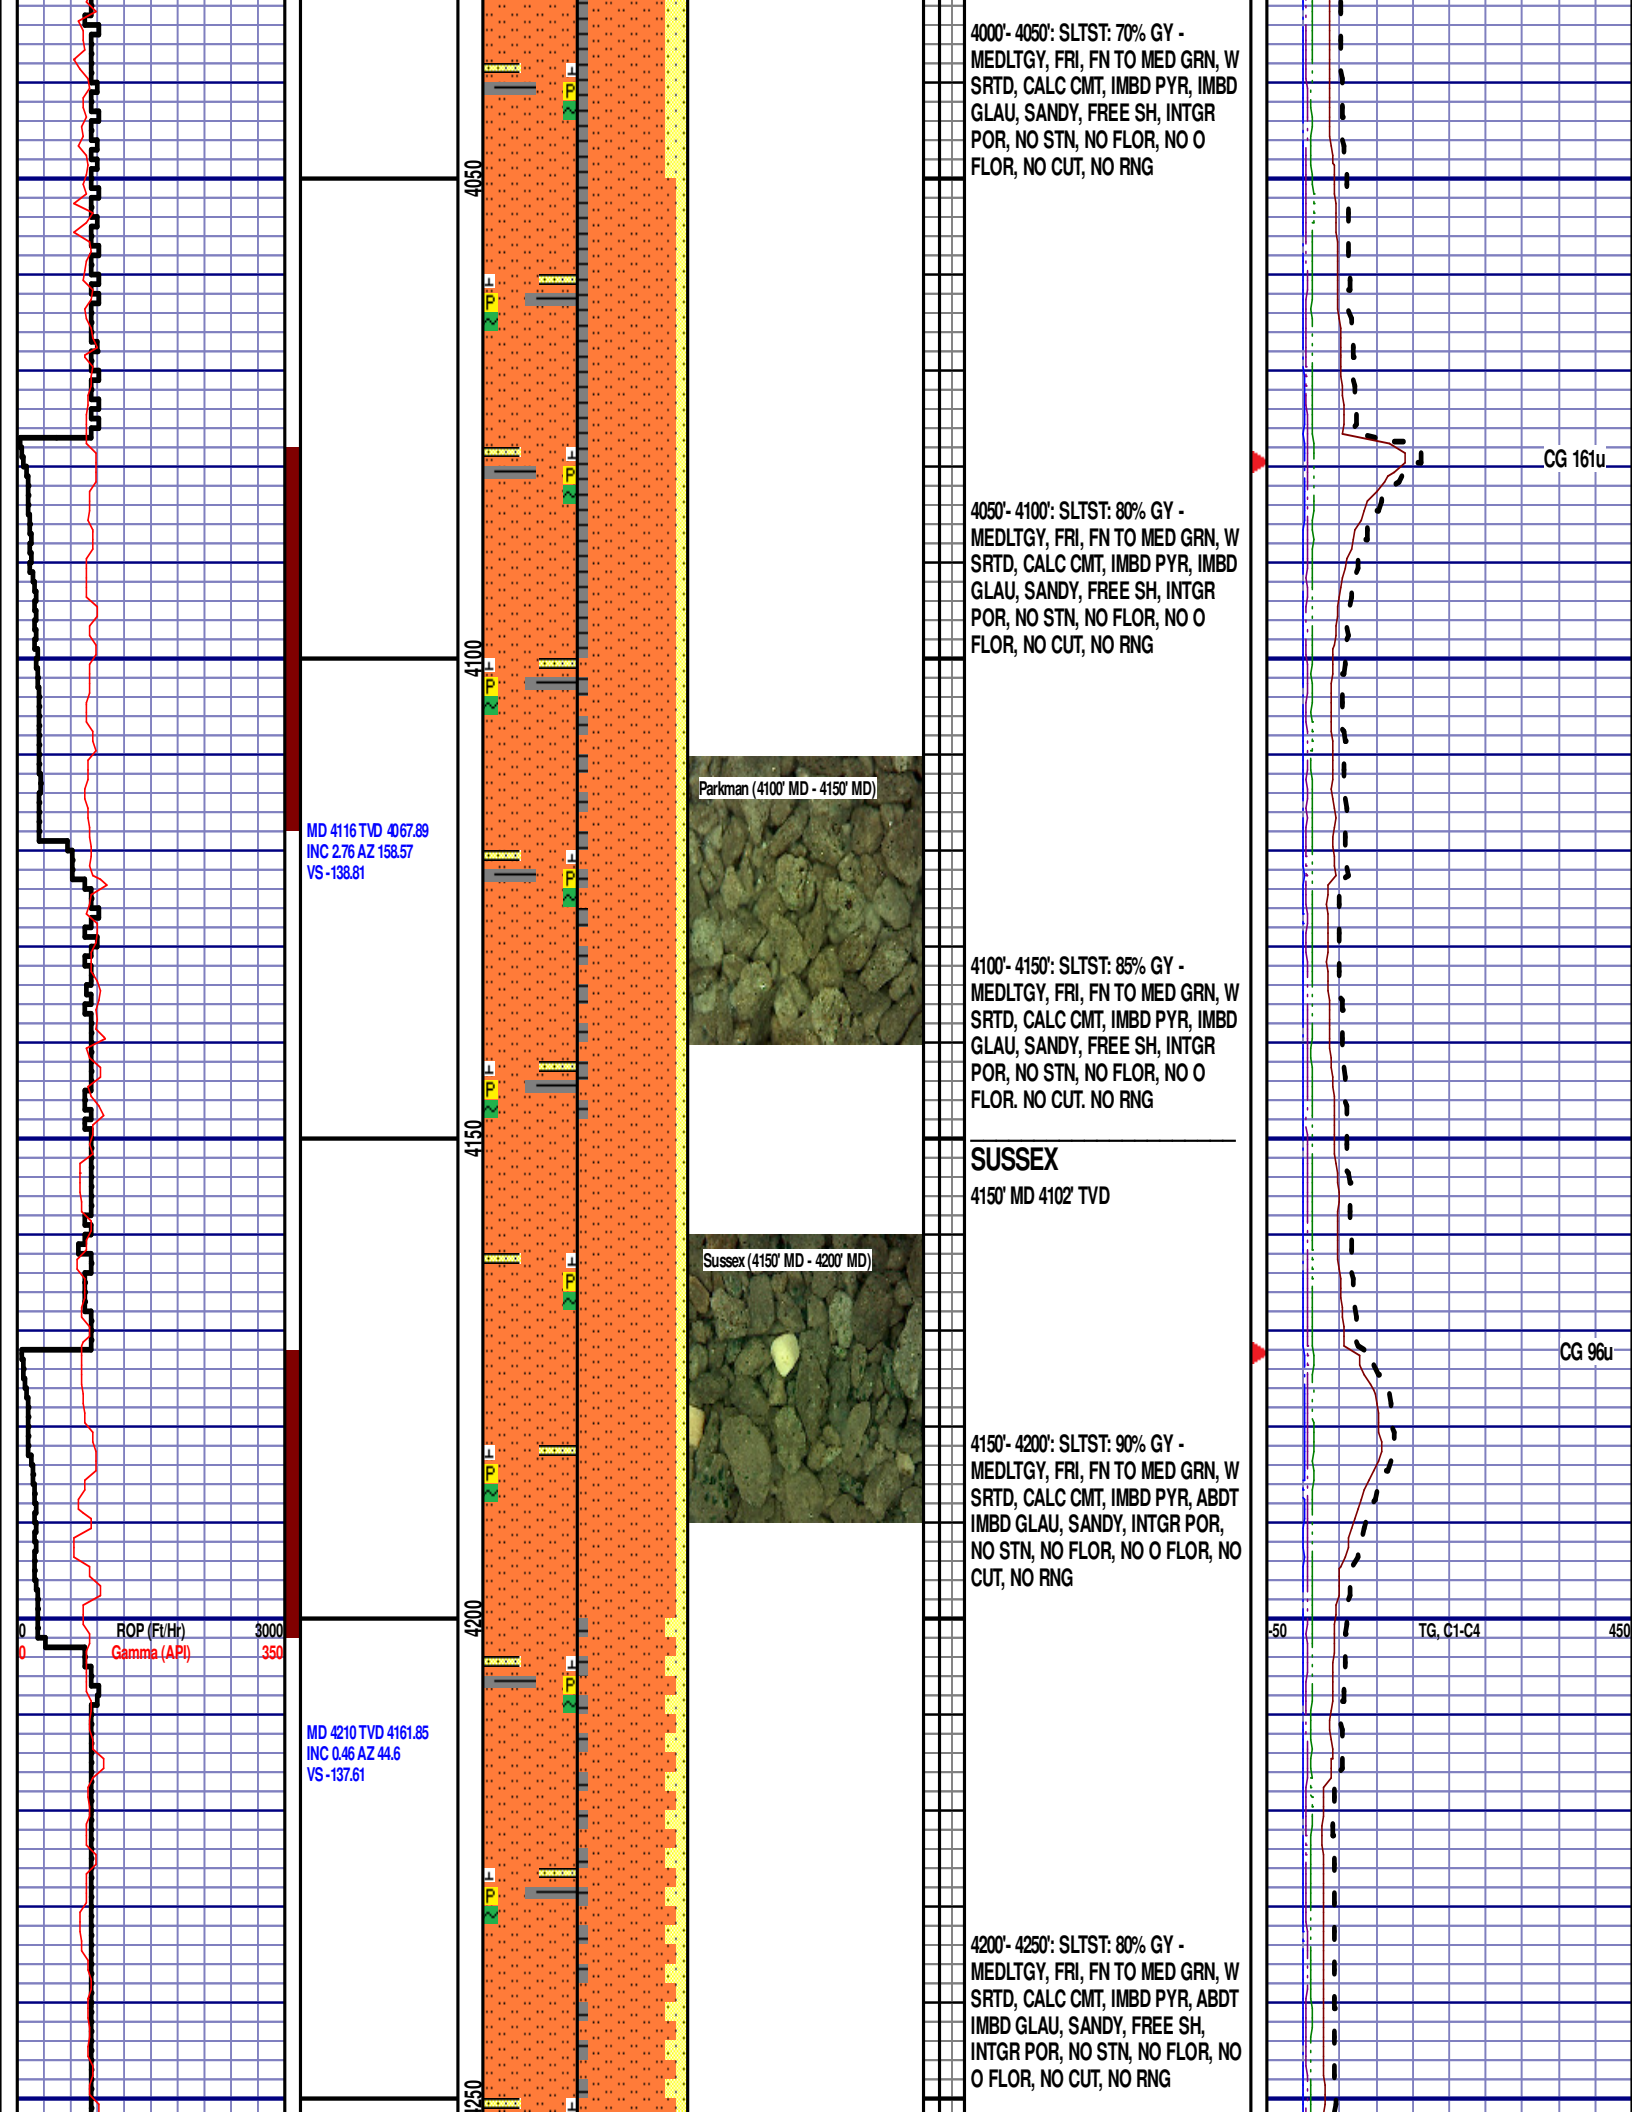 4000'- 4050': SLTST: 70% GY -
MEDLTGY, FRI, FN TO MED GRN, W
SRTD, CALC CMT, IMBD PYR, IMBD
GLAU, SANDY, FREE SH, INTGR
POR, NO STN, NO FLOR, NO O
FLOR, NO CUT, NO RNG
4050
P
P
CG 161u
P
4050'- 4100': SLTST: 80% GY -
MEDLTGY, FRI, FN TO MED GRN, W
SRTD, CALC CMT, IMBD PYR, IMBD
GLAU, SANDY, FREE SH, INTGR
POR, NO STN, NO FLOR, NO O
FLOR, NO CUT, NO RNG
4100
P
Parkman (4100' MD - 4150' MD)
MD 4116 TVD 4067.89
INC 2.76 AZ 158.57
VS -138.81
P
4100'- 4150': SLTST: 85% GY -
MEDLTGY, FRI, FN TO MED GRN, W
SRTD, CALC CMT, IMBD PYR, IMBD
GLAU, SANDY, FREE SH, INTGR
POR, NO STN, NO FLOR, NO O
FLOR. NO CUT. NO RNG
P
4150
SUSSEX
4150' MD 4102' TVD
Sussex (4150' MD - 4200' MD)
P
CG 96u
4150'- 4200': SLTST: 90% GY -
MEDLTGY, FRI, FN TO MED GRN, W
SRTD, CALC CMT, IMBD PYR, ABDT
IMBD GLAU, SANDY, INTGR POR,
NO STN, NO FLOR, NO O FLOR, NO
CUT, NO RNG
P
4200
0 ROP (Ft/Hr) 3000
0 Gamma (API) 350
-50 TG, C1-C4 450
P
MD 4210 TVD 4161.85
INC 0.46 AZ 44.6
VS -137.61
P
4200'- 4250': SLTST: 80% GY -
MEDLTGY, FRI, FN TO MED GRN, W
SRTD, CALC CMT, IMBD PYR, ABDT
IMBD GLAU, SANDY, FREE SH,
INTGR POR, NO STN, NO FLOR, NO
O FLOR, NO CUT, NO RNG
4250